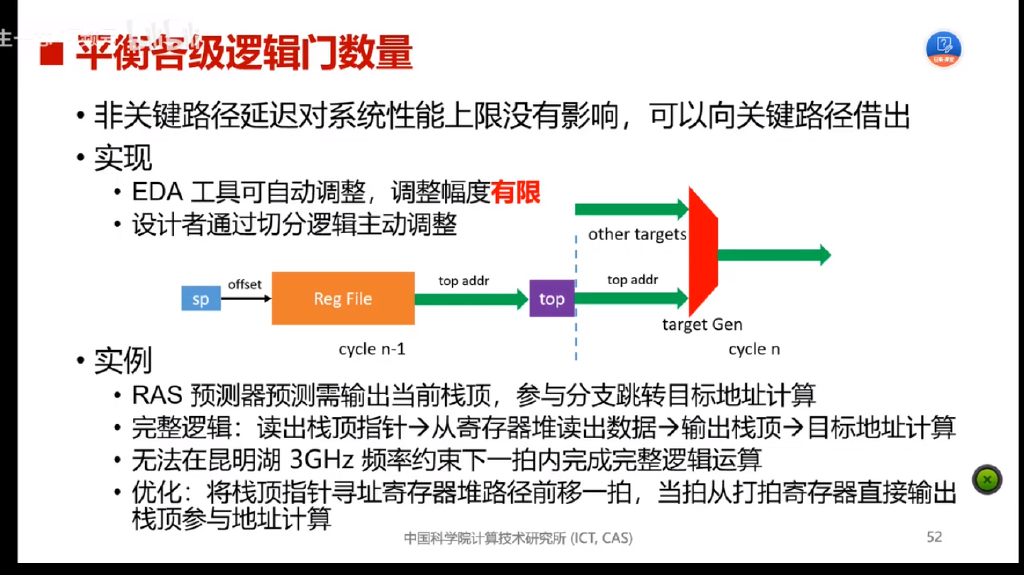 平衡各级逻辑门数量
• 非关键路径延迟对系统性能上限没有影响，可以向关键路径借出
• 实现
• EDA 工具可自动调整，调整幅度有限
• 设计者通过切分逻辑主动调整
other targets
sp
offset
Reg File
top addr
top
top addr
target Gen
cycle n-1
cycle n
• 实例
• RAS 预测器预测需输出当前栈顶，参与分支跳转目标地址计算
• 完整逻辑：读出栈顶指针→从寄存器堆读出数据→输出栈顶→目标地址计算
• 无法在昆明湖 3GHz 频率约束下一拍内完成完整逻辑运算
• 优化：将栈顶指针寻址寄存器堆路径前移一拍，当拍从打拍寄存器直接输出
栈顶参与地址计算
中国科学院计算技术研究所 (ICT, CAS)
52